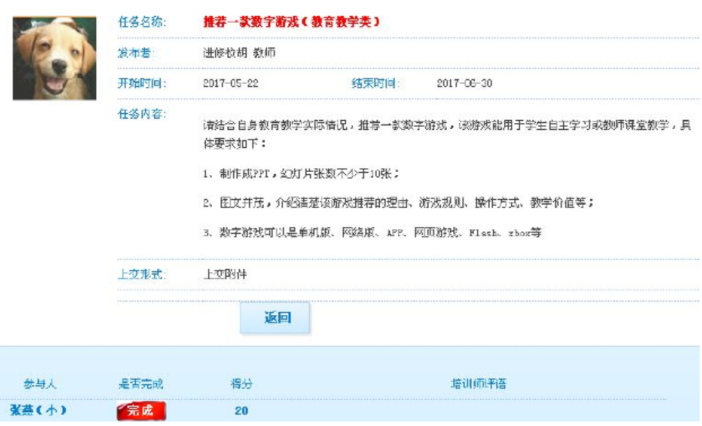 任务名称: 推荐一款数字游戏(教育教学类)
发布者: 进修校胡 教师
开始时间: 2017-05-22 结束时间: 2017-06-30
任务内容:
请结合自身教育教学实际情况,推荐一款数字游戏,该游戏能用于学生自主学习或教师课堂教学,具
体要求如下:
1、制作成PPT,幻灯片张数不少于10张;
2、图文并茂,介绍清楚该游戏推荐的理由、游戏规则、操作方式、教学价值等;
3、数字游戏可以是单机版、网络版、APP、网页游戏、Flash、xbox等
上交形式: 上交附件
返回
参与人 是否完成 得分 培训师评语
张燕(小) 完成 20